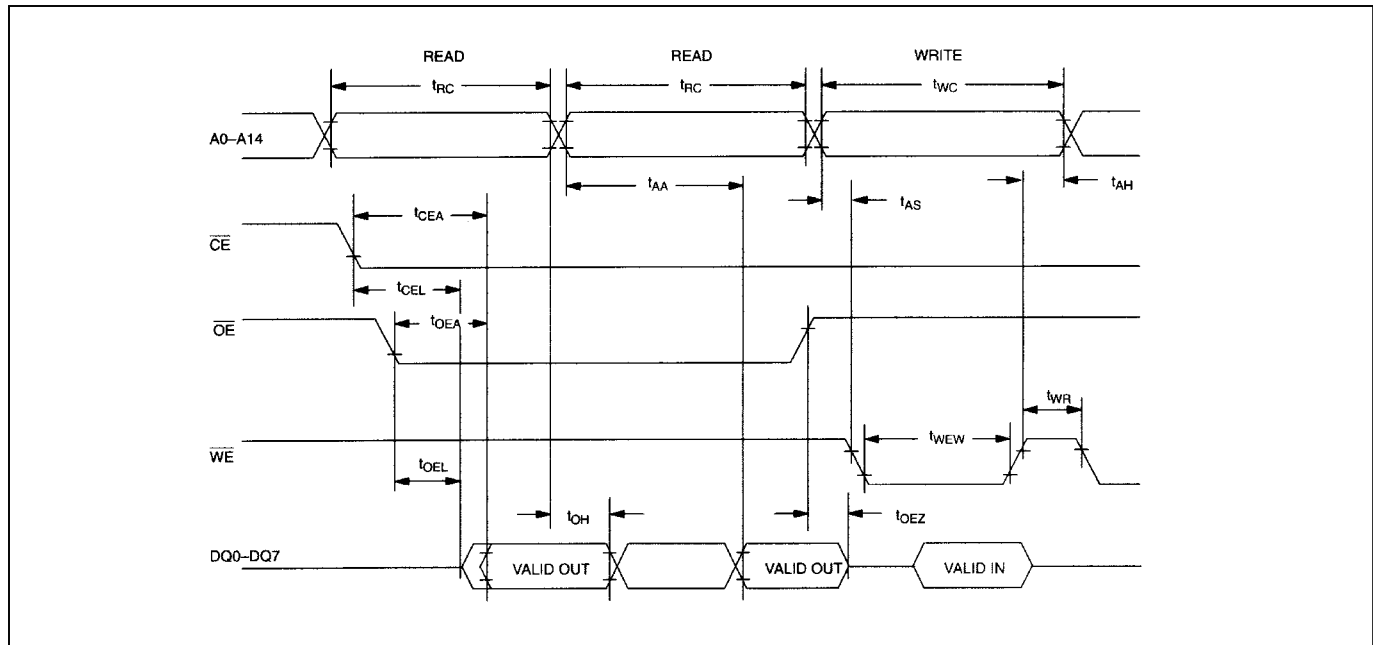 READ READ WRITE
tRC tRC tWC
A0–A14
tAA tAH
tAS
tCEA
CE
tCEL
OE tOEA
tWR
WE tWEW
tOEL
tOH tOEZ
DQ0–DQ7
VALID OUT VALID OUT VALID IN